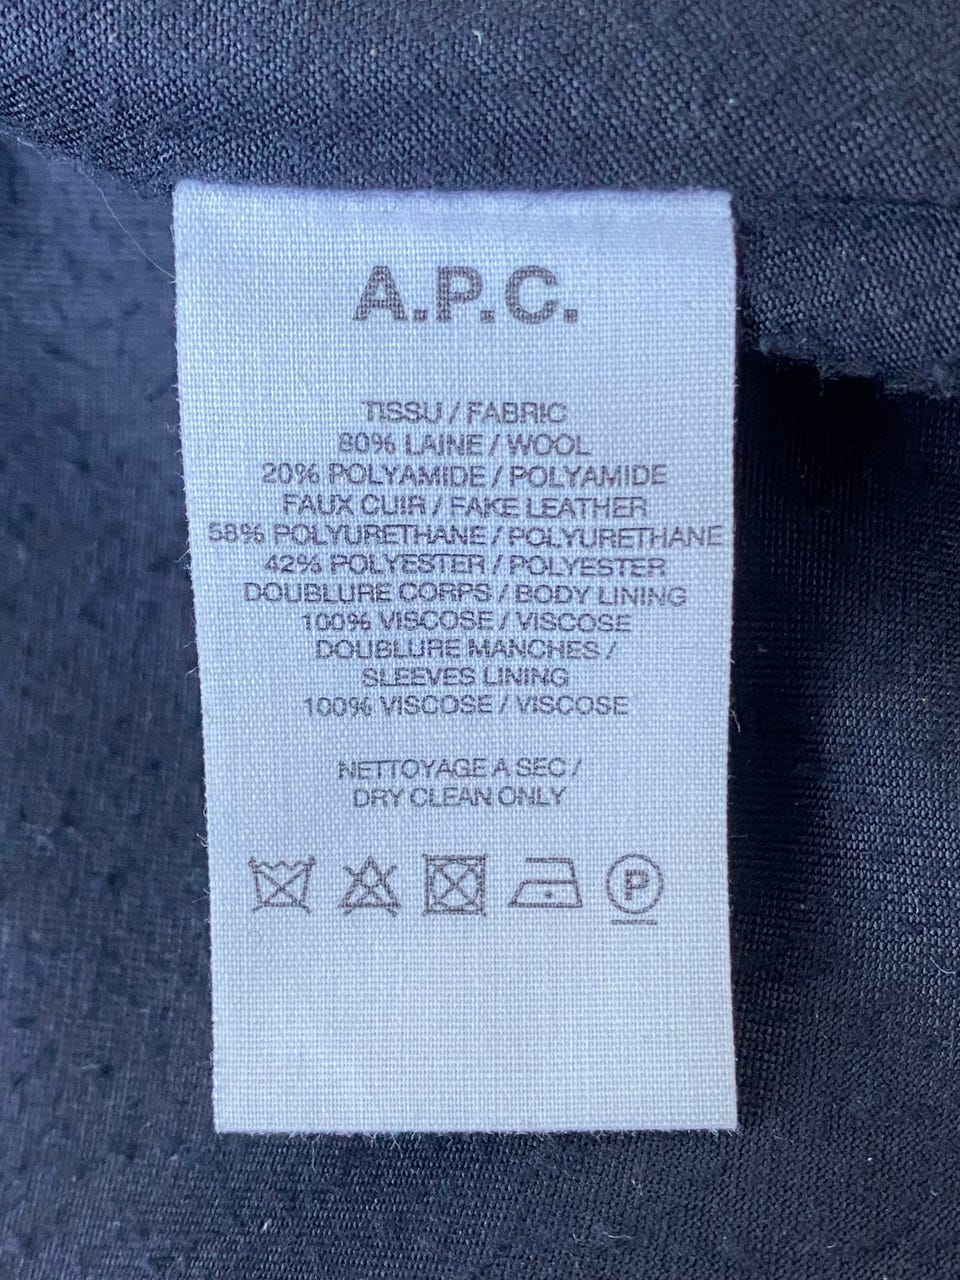 A.P.C.
TISSU / FABRIC
80% LAINE / WOOL
20% POLYAMIDE / POLYAMIDE
FAUX CUIR / FAKE LEATHER
58% POLYURETHANE / POLYURETHANE
42% POLYESTER / POLYESTER
DOUBLURE CORPS / BODY LINING
100% VISCOSE / VISCOSE
DOUBLURE MANCHES /
SLEEVES LINING
100% VISCOSE / VISCOSE
NETTOYAGE A SEC /
DRY CLEAN ONLY
P